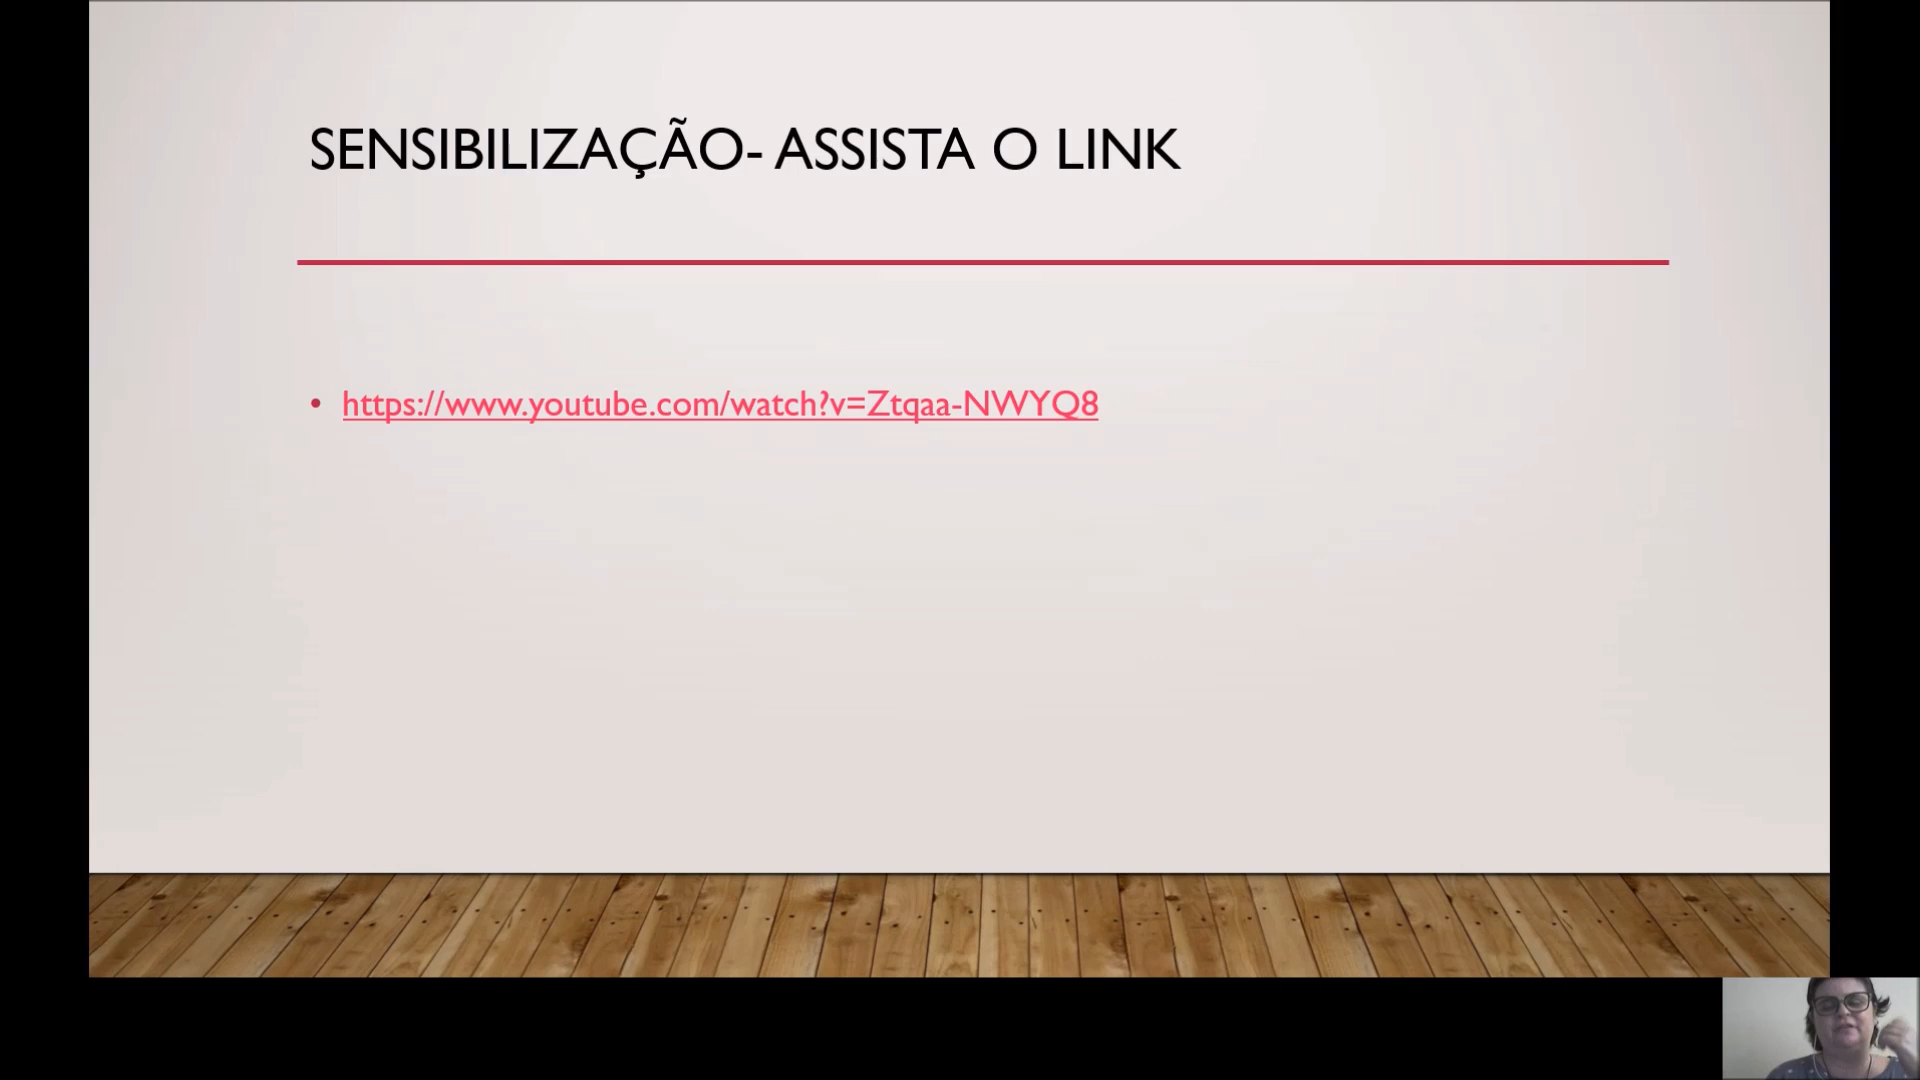 SENSIBILIZAÇÃO- ASSISTA O LINK
• https://www.youtube.com/watch?v=Ztqaa-NWYQ8